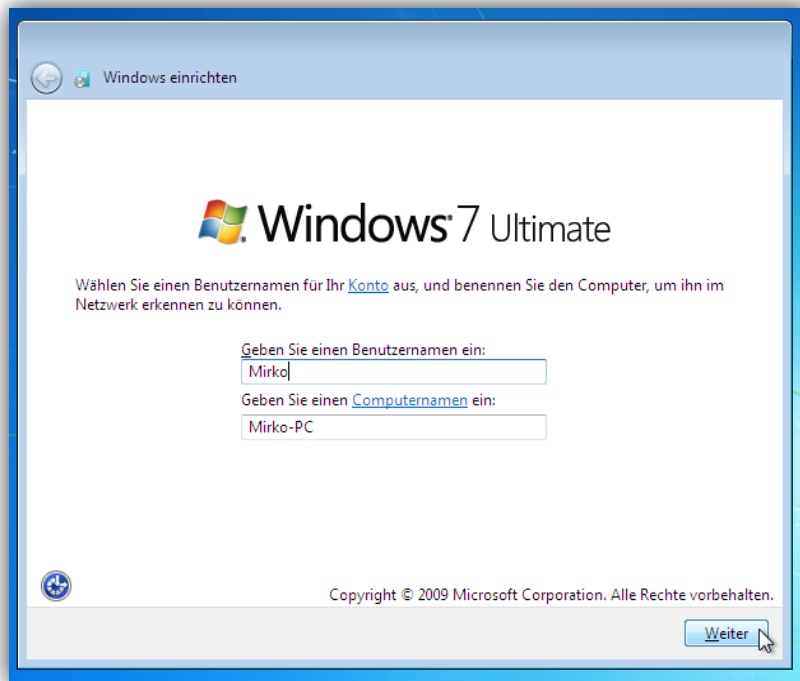 Windows einrichten
Windows® 7 Ultimate
Wählen Sie einen Benutzernamen für Ihr Konto aus, und benennen Sie den Computer, um ihn im
Netzwerk erkennen zu können.
Geben Sie einen Benutzernamen ein:
Mirko
Geben Sie einen Computernamen ein:
Mirko-PC
Copyright © 2009 Microsoft Corporation. Alle Rechte vorbehalten.
Weiter